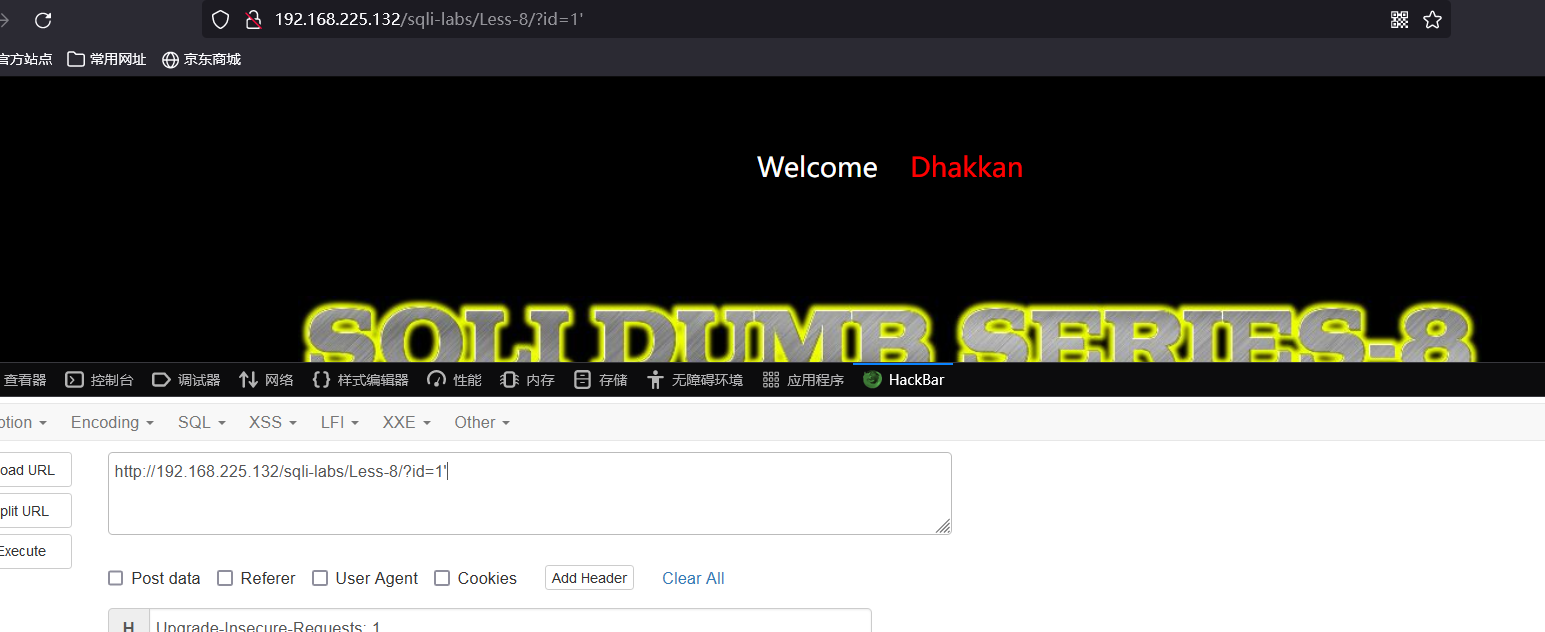 192.168.225.132/sqli-labs/Less-8/?id=1'
官方站点 常用网址 京东商城
Welcome Dhakkan
SQLI DUMB SERIES-8
查看器 控制台 调试器 网络 样式编辑器 性能 内存 存储 无障碍环境 应用程序 HackBar
ption Encoding SQL XSS LFI XXE Other
oad URL
http://192.168.225.132/sqli-labs/Less-8/?id=1'
plit URL
Execute
Post data Referer User Agent Cookies Add Header Clear All
H Upgrade-Insecure-Requests: 1